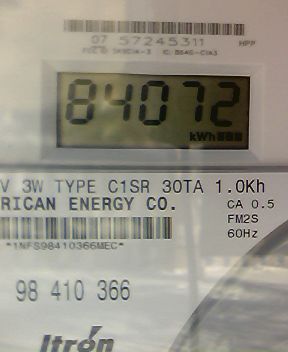 07 57245311 HPP
84072
kWh
V 3W TYPE C1SR 30TA 1.0Kh
RICAN ENERGY CO. CA 0.5
FM2S
*1NFS98410366MEC* 60Hz
98 410 366
Itron